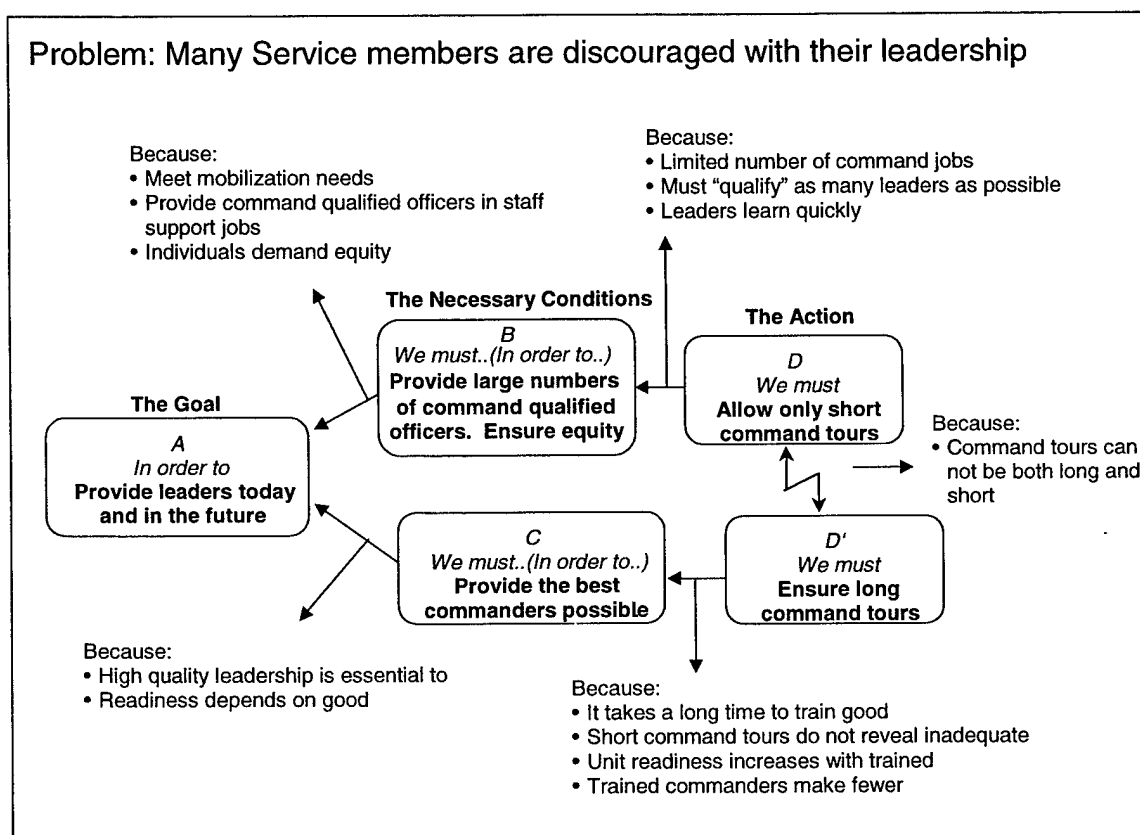 Problem: Many Service members are discouraged with their leadership
Because:
• Meet mobilization needs
• Provide command qualified officers in staff
support jobs
• Individuals demand equity
Because:
• Limited number of command jobs
• Must “qualify” as many leaders as possible
• Leaders learn quickly
The Necessary Conditions
B
We must..(In order to..)
Provide large numbers
of command qualified
officers.  Ensure equity
The Action
D
We must
Allow only short
command tours
Because:
• Command tours can
not be both long and
short
The Goal
A
In order to
Provide leaders today
and in the future
C
We must..(In order to..)
Provide the best
commanders possible
D'
We must
Ensure long
command tours
Because:
• High quality leadership is essential to
• Readiness depends on good
Because:
• It takes a long time to train good
• Short command tours do not reveal inadequate
• Unit readiness increases with trained
• Trained commanders make fewer